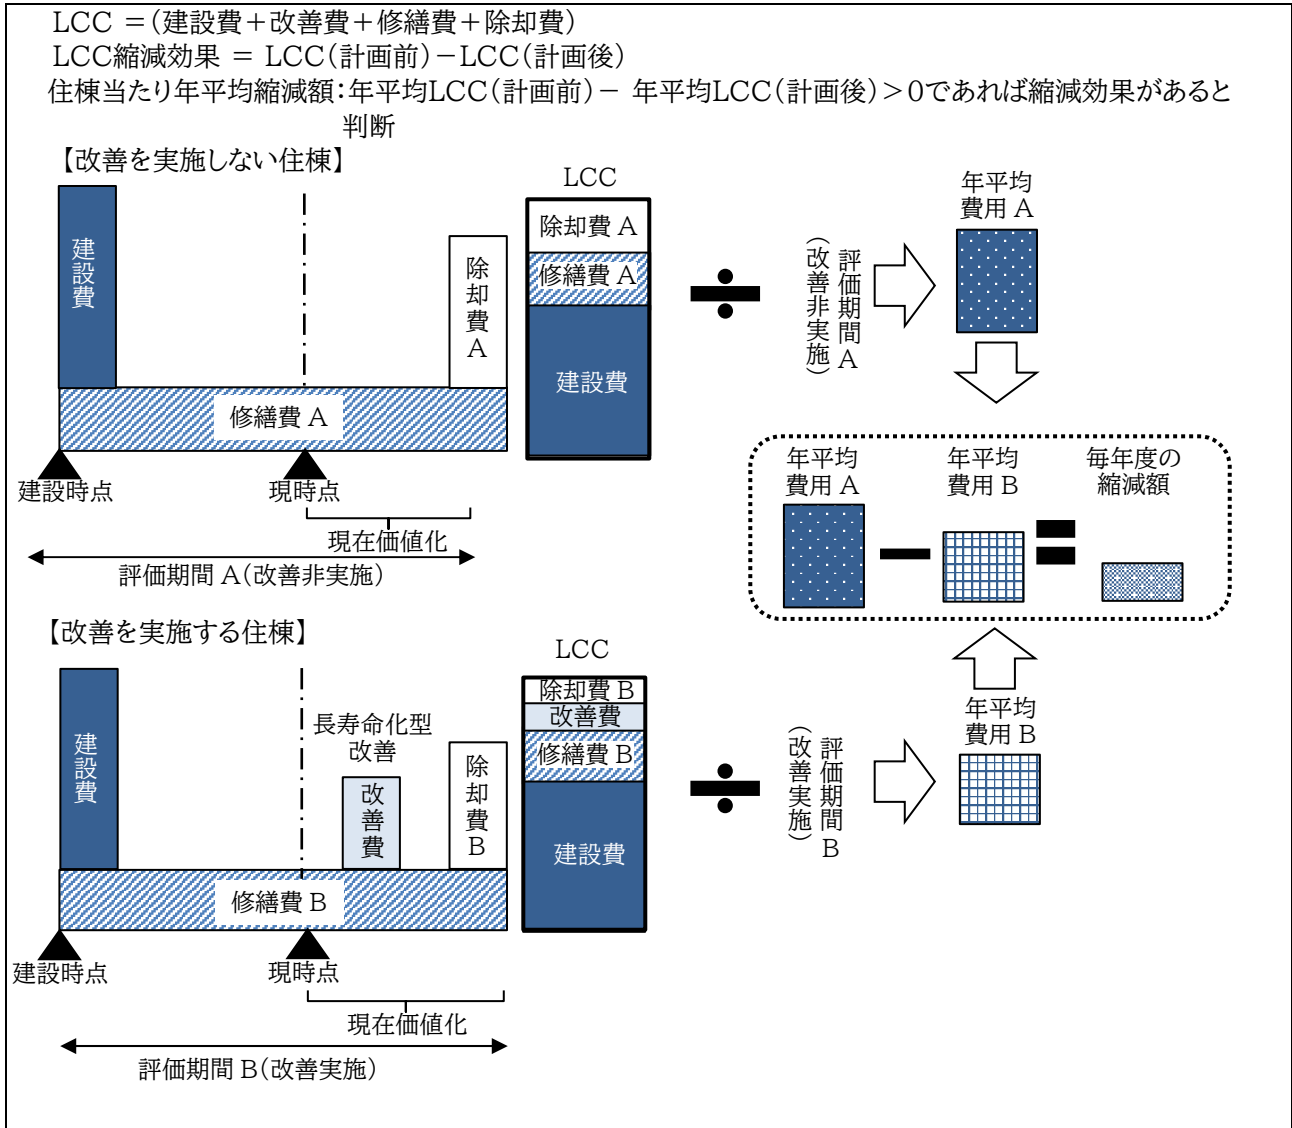 LCC ＝(建設費＋改善費＋修繕費＋除却費)
LCC縮減効果 ＝ LCC(計画前)－LCC(計画後)
住棟当たり年平均縮減額：年平均LCC(計画前)－ 年平均LCC(計画後)＞0であれば縮減効果があると
判断
【改善を実施しない住棟】
建設費
除却費A
修繕費 A
建設時点
現時点
現在価値化
評価期間 A(改善非実施)
LCC
除却費 A
修繕費 A
建設費
÷
評価期間A
(改善非実施)
年平均
費用 A
年平均
費用 A
－
年平均
費用 B
＝
毎年度の
縮減額
【改善を実施する住棟】
建設費
長寿命化型
改善
改善費
除却費B
修繕費 B
建設時点
現時点
現在価値化
評価期間 B(改善実施)
LCC
除却費 B
改善費
修繕費 B
建設費
÷
評価期間B
(改善実施)
年平均
費用 B